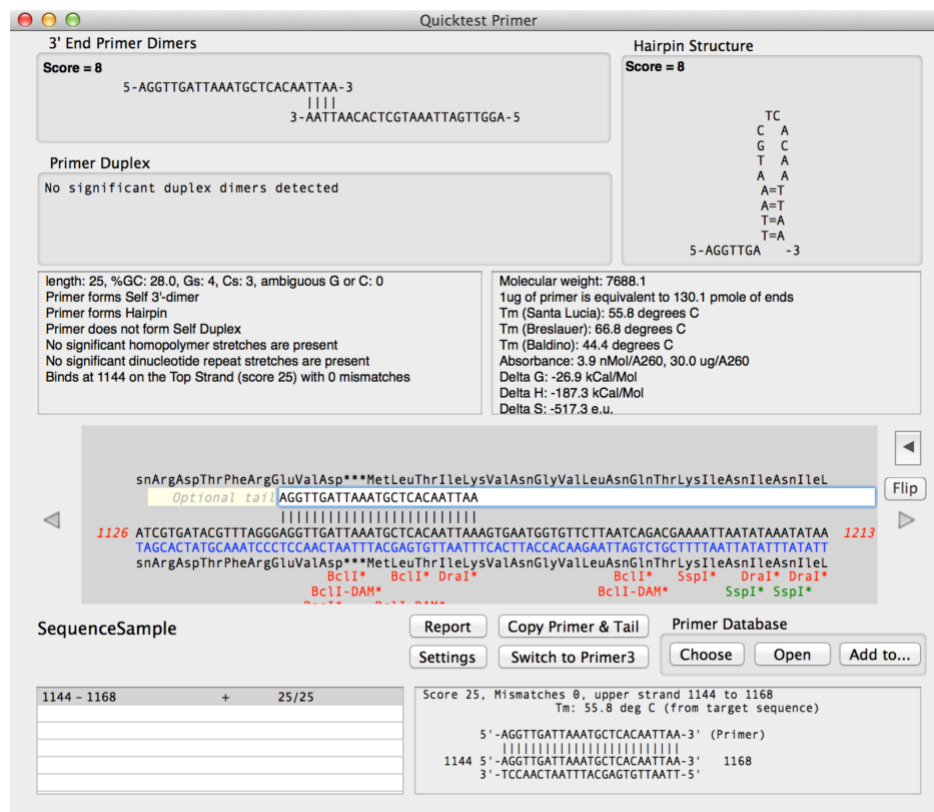 Quicktest Primer
3' End Primer Dimers
Score = 8
5-AGGTTGATTAAATGCTCACAATTAA-3
||||
3-AATTAACACTCGTAAATTAGTTGGA-5
Hairpin Structure
Score = 8
TC
C A
G C
T A
A A
A=T
A=T
T=A
T=A
5-AGGTTGA -3
Primer Duplex
No significant duplex dimers detected
length: 25, %GC: 28.0, Gs: 4, Cs: 3, ambiguous G or C: 0
Primer forms Self 3'-dimer
Primer forms Hairpin
Primer does not form Self Duplex
No significant homopolymer stretches are present
No significant dinucleotide repeat stretches are present
Binds at 1144 on the Top Strand (score 25) with 0 mismatches
Molecular weight: 7688.1
1ug of primer is equivalent to 130.1 pmole of ends
Tm (Santa Lucia): 55.8 degrees C
Tm (Breslauer): 66.8 degrees C
Tm (Baldino): 44.4 degrees C
Absorbance: 3.9 nMol/A260, 30.0 ug/A260
Delta G: -26.9 kCal/Mol
Delta H: -187.3 kCal/Mol
Delta S: -517.3 e.u.
snArgAspThrPheArgGluValAsp***MetLeuThrIleLysValAsnGlyValLeuAsnGlnThrLysIleAsnIleAsnIleL
Optional tail AGGTTGATTAAATGCTCACAATTAA
|||||||||||||||||||||||||
1126 ATCGTGATACGTTTAGGGAGGTTGATTAAATGCTCACAATTAAAGTGAATGGTGTTCTTAATCAGACGAAAATTAATATAAATATAA 1213
TAGCACTATGCAAATCCCTCCAACTAATTTACGAGTGTTAATTTCACTTACCACAAGAATTAGTCTGCTTTTAATTATATTTATATT
snArgAspThrPheArgGluValAsp***MetLeuThrIleLysValAsnGlyValLeuAsnGlnThrLysIleAsnIleAsnIleL
BclI* BclI* DraI* BclI* SspI* DraI* DraI*
BclI-DAM* BclI-DAM* SspI* SspI*
Flip
SequenceSample
Report
Copy Primer & Tail
Settings
Switch to Primer3
Primer Database
Choose
Open
Add to...
1144 - 1168 + 25/25
Score 25, Mismatches 0, upper strand 1144 to 1168
Tm: 55.8 deg C (from target sequence)
5'-AGGTTGATTAAATGCTCACAATTAA-3' (Primer)
|||||||||||||||||||||||||
1144 5'-AGGTTGATTAAATGCTCACAATTAA-3' 1168
3'-TCCAACTAATTTACGAGTGTTAATT-5'